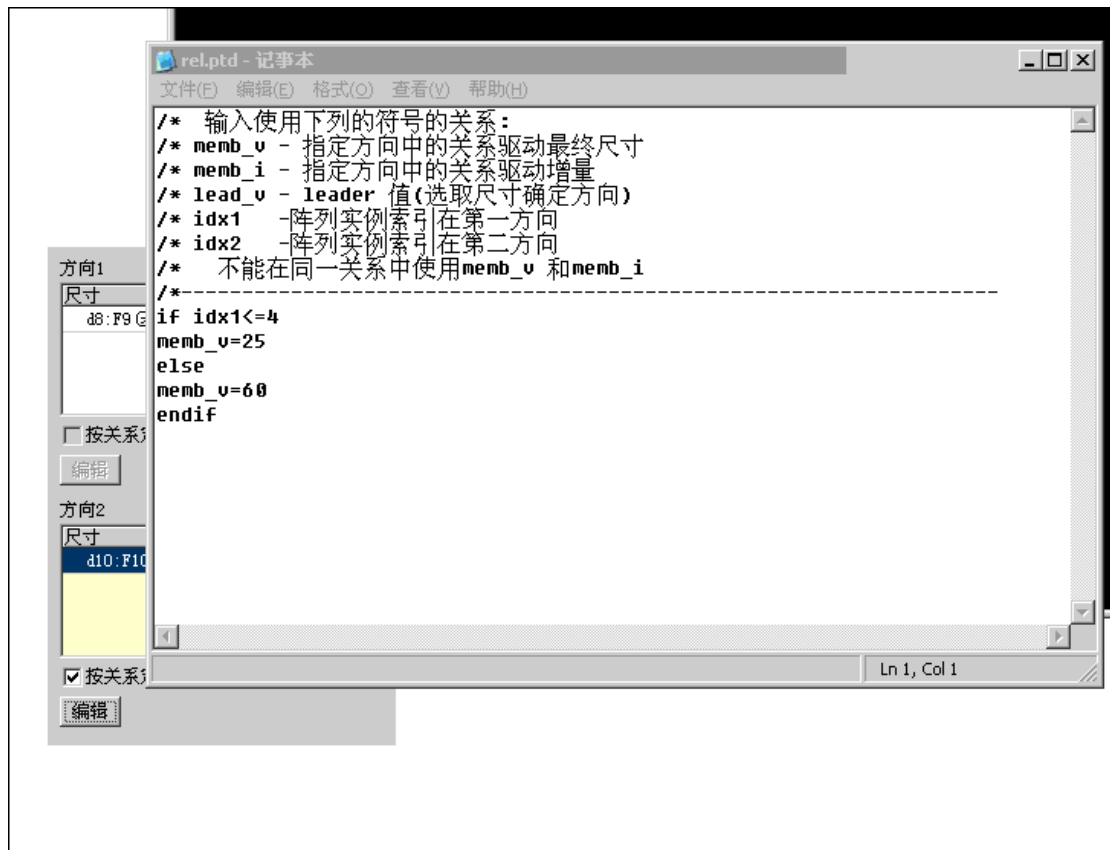 rel.ptd - 记事本
文件(F) 编辑(E) 格式(O) 查看(V) 帮助(H)
/* 输入使用下列的符号的关系:
/* memb_v - 指定方向中的关系驱动最终尺寸
/* memb_i - 指定方向中的关系驱动增量
/* lead_v - leader 值(选取尺寸确定方向)
/* idx1 -阵列实例索引在第一方向
/* idx2 -阵列实例索引在第二方向
/* 不能在同一关系中使用memb_v 和memb_i
/*--------------------------------------------------------------------
if idx1<=4
memb_v=25
else
memb_v=60
endif
Ln 1, Col 1
方向1
尺寸
d8:F9
按关系
编辑
方向2
尺寸
d10:F10
按关系
编辑